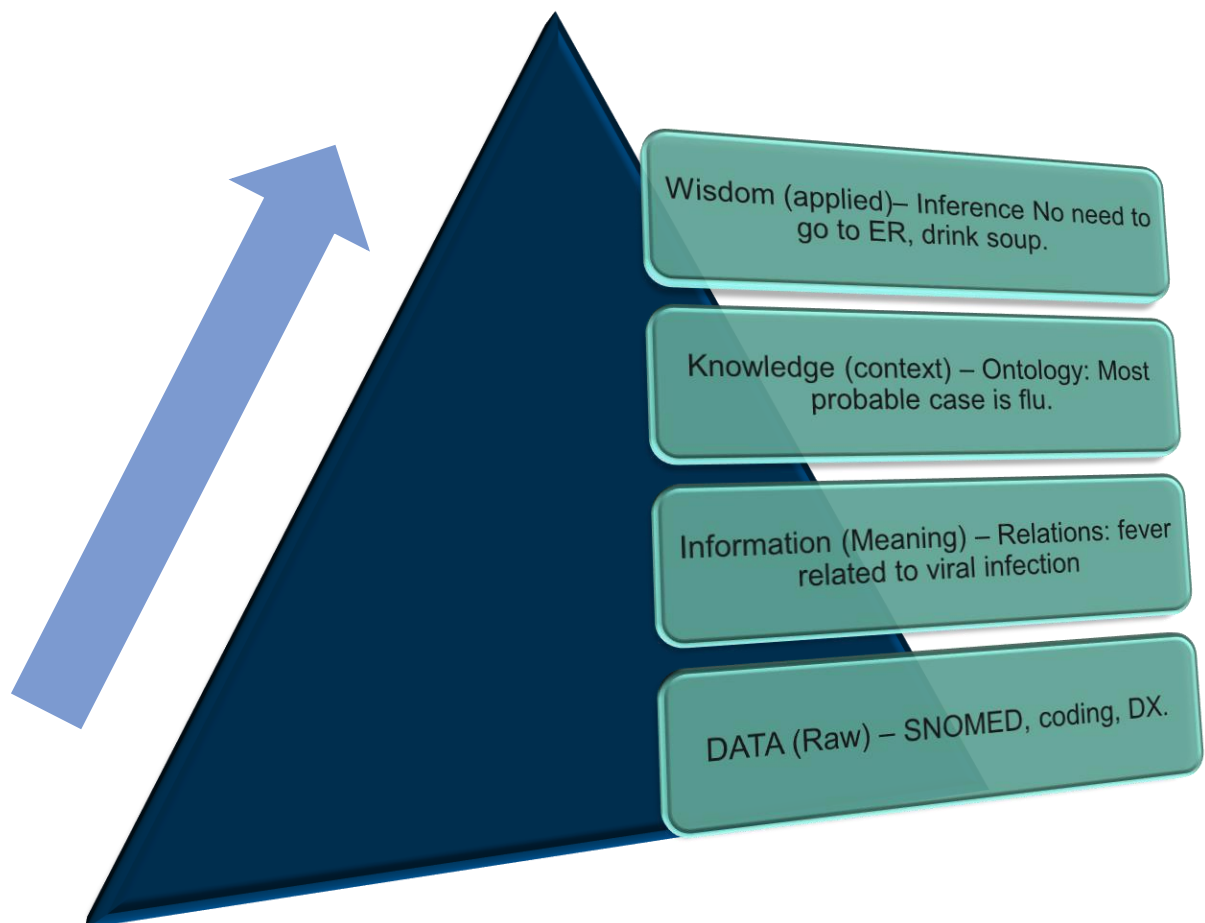 Wisdom (applied)– Inference No need to
go to ER, drink soup.
Knowledge (context) – Ontology: Most
probable case is flu.
Information (Meaning) – Relations: fever
related to viral infection
DATA (Raw) – SNOMED, coding, DX.